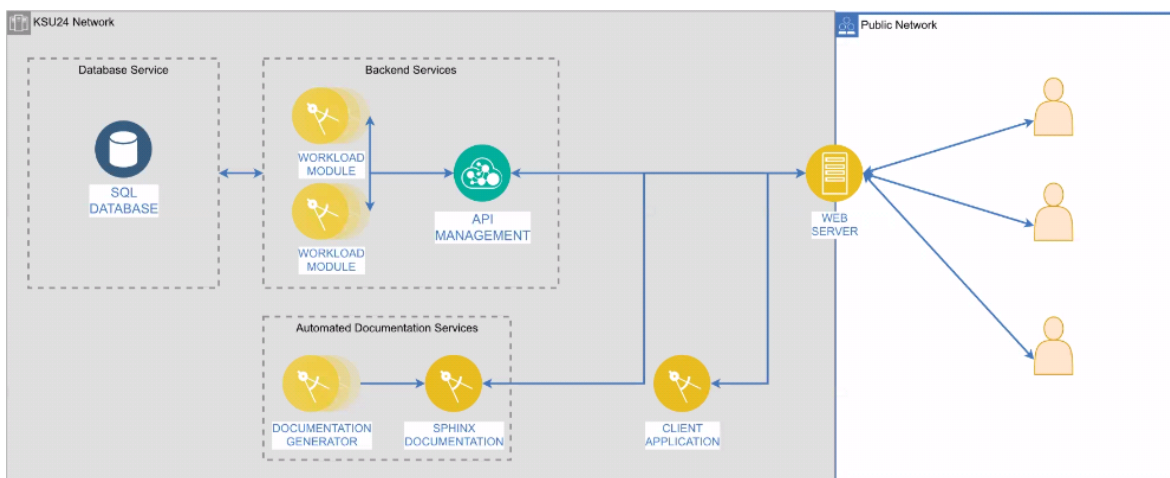 KSU24 Network
Public Network
Database Service
Backend Services
WORKLOAD
MODULE
SQL
DATABASE
API
MANAGEMENT
WEB
SERVER
WORKLOAD
MODULE
Automated Documentation Services
DOCUMENTATION
GENERATOR
SPHINX
DOCUMENTATION
CLIENT
APPLICATION